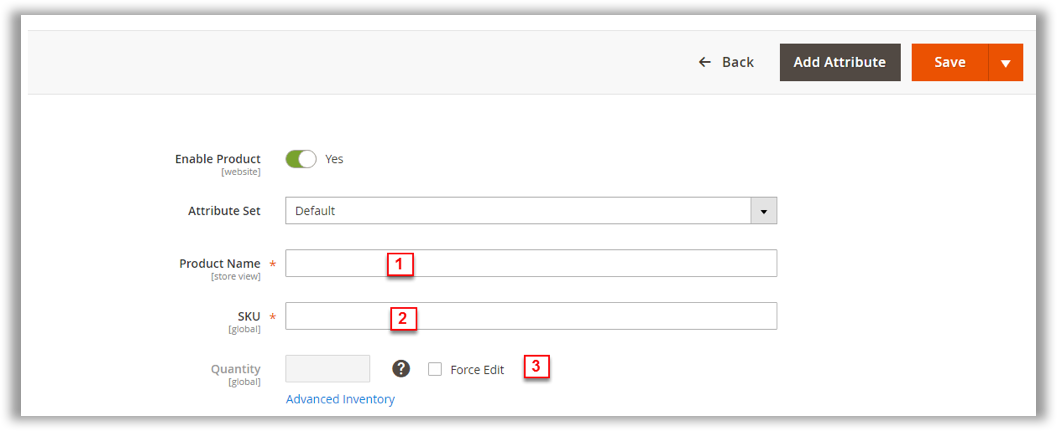 ← Back Add Attribute Save
Enable Product Yes
[website]
Attribute Set Default
Product Name * 1
[store view]
SKU * 2
[global]
Quantity ? Force Edit 3
[global]
Advanced Inventory